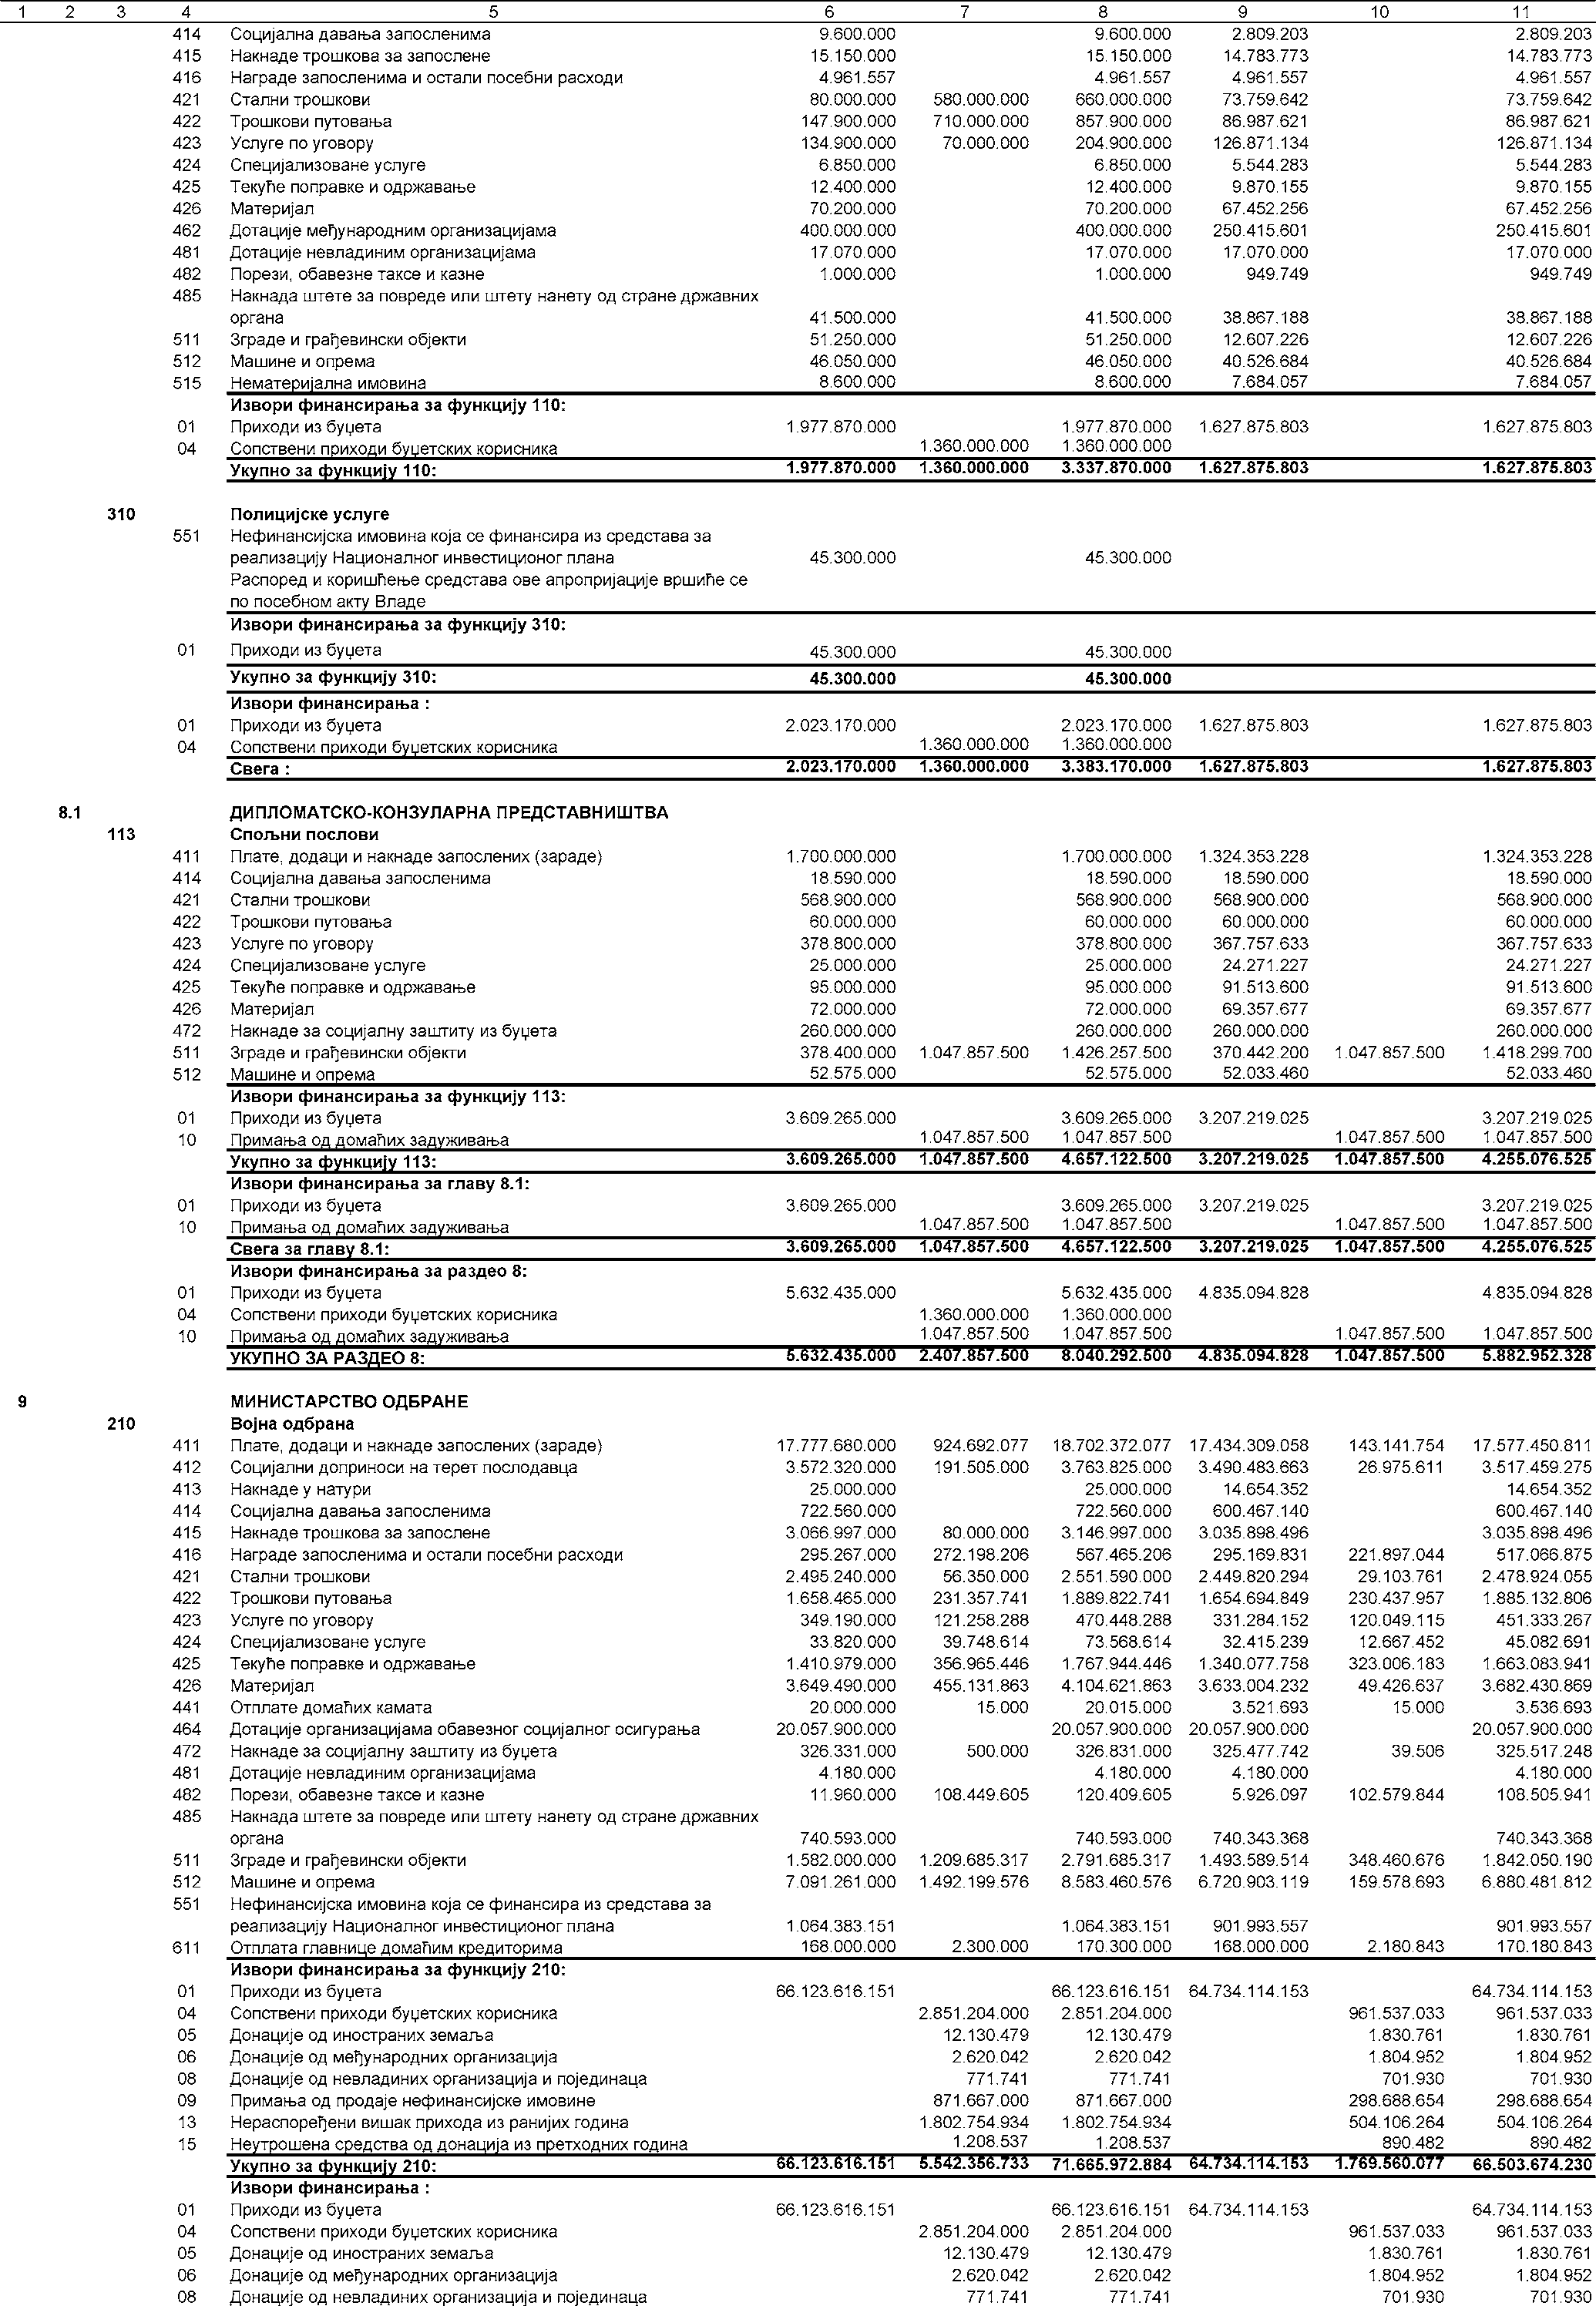 1 2 3 4 5 6 7 8 9 10 11
414 Социјална давања запосленима 9.600.000 9.600.000 2.809.203 2.809.203
415 Накнаде трошкова за запослене 15.150.000 15.150.000 14.783.773 14.783.773
416 Награде запосленима и остали посебни расходи 4.961.557 4.961.557 4.961.557 4.961.557
421 Стални трошкови 80.000.000 580.000.000 660.000.000 73.759.642 73.759.642
422 Трошкови путовања 147.900.000 710.000.000 857.900.000 86.987.621 86.987.621
423 Услуге по уговору 134.900.000 70.000.000 204.900.000 126.871.134 126.871.134
424 Специјализоване услуге 6.850.000 6.850.000 5.544.283 5.544.283
425 Текуће поправке и одржавање 12.400.000 12.400.000 9.870.155 9.870.155
426 Материјал 70.200.000 70.200.000 67.452.256 67.452.256
462 Дотације међународним организацијама 400.000.000 400.000.000 250.415.601 250.415.601
481 Дотације невладиним организацијама 17.070.000 17.070.000 17.070.000 17.070.000
482 Порези, обавезне таксе и казне 1.000.000 1.000.000 949.749 949.749
485 Накнада штете за повреде или штету нанету од стране државних
органа 41.500.000 41.500.000 38.867.188 38.867.188
511 Зграде и грађевински објекти 51.250.000 51.250.000 12.607.226 12.607.226
512 Машине и опрема 46.050.000 46.050.000 40.526.684 40.526.684
515 Нематеријална имовина 8.600.000 8.600.000 7.684.057 7.684.057
Извори финансирања за функцију 110:
01 Приходи из буџета 1.977.870.000 1.977.870.000 1.627.875.803 1.627.875.803
04 Сопствени приходи буџетских корисника 1.360.000.000 1.360.000.000
Укупно за функцију 110: 1.977.870.000 1.360.000.000 3.337.870.000 1.627.875.803 1.627.875.803
310 Полицијске услуге
551 Нефинансијска имовина која се финансира из средстава за
реализацију Националног инвестиционог плана 45.300.000 45.300.000
Распоред и коришћење средстава ове апропријације вршиће се
по посебном акту Владе
Извори финансирања за функцију 310:
01 Приходи из буџета 45.300.000 45.300.000
Укупно за функцију 310: 45.300.000 45.300.000
Извори финансирања :
01 Приходи из буџета 2.023.170.000 2.023.170.000 1.627.875.803 1.627.875.803
04 Сопствени приходи буџетских корисника 1.360.000.000 1.360.000.000
Свега : 2.023.170.000 1.360.000.000 3.383.170.000 1.627.875.803 1.627.875.803
8.1 ДИПЛОМАТСКО-КОНЗУЛАРНА ПРЕДСТАВНИШТВА
113 Спољни послови
411 Плате, додаци и накнаде запослених (зараде) 1.700.000.000 1.700.000.000 1.324.353.228 1.324.353.228
414 Социјална давања запосленима 18.590.000 18.590.000 18.590.000 18.590.000
421 Стални трошкови 568.900.000 568.900.000 568.900.000 568.900.000
422 Трошкови путовања 60.000.000 60.000.000 60.000.000 60.000.000
423 Услуге по уговору 378.800.000 378.800.000 367.757.633 367.757.633
424 Специјализоване услуге 25.000.000 25.000.000 24.271.227 24.271.227
425 Текуће поправке и одржавање 95.000.000 95.000.000 91.513.600 91.513.600
426 Материјал 72.000.000 72.000.000 69.357.677 69.357.677
472 Накнаде за социјалну заштиту из буџета 260.000.000 260.000.000 260.000.000 260.000.000
511 Зграде и грађевински објекти 378.400.000 1.047.857.500 1.426.257.500 370.442.200 1.047.857.500 1.418.299.700
512 Машине и опрема 52.575.000 52.575.000 52.033.460 52.033.460
Извори финансирања за функцију 113:
01 Приходи из буџета 3.609.265.000 3.609.265.000 3.207.219.025 3.207.219.025
10 Примања од домаћих задуживања 1.047.857.500 1.047.857.500 1.047.857.500 1.047.857.500
Укупно за функцију 113: 3.609.265.000 1.047.857.500 4.657.122.500 3.207.219.025 1.047.857.500 4.255.076.525
Извори финансирања за главу 8.1:
01 Приходи из буџета 3.609.265.000 3.609.265.000 3.207.219.025 3.207.219.025
10 Примања од домаћих задуживања 1.047.857.500 1.047.857.500 1.047.857.500 1.047.857.500
Свега за главу 8.1: 3.609.265.000 1.047.857.500 4.657.122.500 3.207.219.025 1.047.857.500 4.255.076.525
Извори финансирања за раздео 8:
01 Приходи из буџета 5.632.435.000 5.632.435.000 4.835.094.828 4.835.094.828
04 Сопствени приходи буџетских корисника 1.360.000.000 1.360.000.000
10 Примања од домаћих задуживања 1.047.857.500 1.047.857.500 1.047.857.500 1.047.857.500
УКУПНО ЗА РАЗДЕО 8: 5.632.435.000 2.407.857.500 8.040.292.500 4.835.094.828 1.047.857.500 5.882.952.328
9 МИНИСТАРСТВО ОДБРАНЕ
210 Војна одбрана
411 Плате, додаци и накнаде запослених (зараде) 17.777.680.000 924.692.077 18.702.372.077 17.434.309.058 143.141.754 17.577.450.811
412 Социјални доприноси на терет послодавца 3.572.320.000 191.505.000 3.763.825.000 3.490.483.663 26.975.611 3.517.459.275
413 Накнаде у натури 25.000.000 25.000.000 14.654.352 14.654.352
414 Социјална давања запосленима 722.560.000 722.560.000 600.467.140 600.467.140
415 Накнаде трошкова за запослене 3.066.997.000 80.000.000 3.146.997.000 3.035.898.496 3.035.898.496
416 Награде запосленима и остали посебни расходи 295.267.000 272.198.206 567.465.206 295.169.831 221.897.044 517.066.875
421 Стални трошкови 2.495.240.000 56.350.000 2.551.590.000 2.449.820.294 29.103.761 2.478.924.055
422 Трошкови путовања 1.658.465.000 231.357.741 1.889.822.741 1.654.694.849 230.437.957 1.885.132.806
423 Услуге по уговору 349.190.000 121.258.288 470.448.288 331.284.152 120.049.115 451.333.267
424 Специјализоване услуге 33.820.000 39.748.614 73.568.614 32.415.239 12.667.452 45.082.691
425 Текуће поправке и одржавање 1.410.979.000 356.965.446 1.767.944.446 1.340.077.758 323.006.183 1.663.083.941
426 Материјал 3.649.490.000 455.131.863 4.104.621.863 3.633.004.232 49.426.637 3.682.430.869
441 Отплате домаћих камата 20.000.000 15.000 20.015.000 3.521.693 15.000 3.536.693
464 Дотације организацијама обавезног социјалног осигурања 20.057.900.000 20.057.900.000 20.057.900.000 20.057.900.000
472 Накнаде за социјалну заштиту из буџета 326.331.000 500.000 326.831.000 325.477.742 39.506 325.517.248
481 Дотације невладиним организацијама 4.180.000 4.180.000 4.180.000 4.180.000
482 Порези, обавезне таксе и казне 11.960.000 108.449.605 120.409.605 5.926.097 102.579.844 108.505.941
485 Накнада штете за повреде или штету нанету од стране државних
органа 740.593.000 740.593.000 740.343.368 740.343.368
511 Зграде и грађевински објекти 1.582.000.000 1.209.685.317 2.791.685.317 1.493.589.514 348.460.676 1.842.050.190
512 Машине и опрема 7.091.261.000 1.492.199.576 8.583.460.576 6.720.903.119 159.578.693 6.880.481.812
551 Нефинансијска имовина која се финансира из средстава за
реализацију Националног инвестиционог плана 1.064.383.151 1.064.383.151 901.993.557 901.993.557
611 Отплата главнице домаћим кредиторима 168.000.000 2.300.000 170.300.000 168.000.000 2.180.843 170.180.843
Извори финансирања за функцију 210:
01 Приходи из буџета 66.123.616.151 66.123.616.151 64.734.114.153 64.734.114.153
04 Сопствени приходи буџетских корисника 2.851.204.000 2.851.204.000 961.537.033 961.537.033
05 Донације од иностраних земаља 12.130.479 12.130.479 1.830.761 1.830.761
06 Донације од међународних организација 2.620.042 2.620.042 1.804.952 1.804.952
08 Донације од невладиних организација и појединаца 771.741 771.741 701.930 701.930
09 Примања од продаје нефинансијске имовине 871.667.000 871.667.000 298.688.654 298.688.654
13 Нераспоређени вишак прихода из ранијих година 1.802.754.934 1.802.754.934 504.106.264 504.106.264
15 Неутрошена средства од донација из претходних година 1.208.537 1.208.537 890.482 890.482
Укупно за функцију 210: 66.123.616.151 5.542.356.733 71.665.972.884 64.734.114.153 1.769.560.077 66.503.674.230
Извори финансирања :
01 Приходи из буџета 66.123.616.151 66.123.616.151 64.734.114.153 64.734.114.153
04 Сопствени приходи буџетских корисника 2.851.204.000 2.851.204.000 961.537.033 961.537.033
05 Донације од иностраних земаља 12.130.479 12.130.479 1.830.761 1.830.761
06 Донације од међународних организација 2.620.042 2.620.042 1.804.952 1.804.952
08 Донације од невладиних организација и појединаца 771.741 771.741 701.930 701.930